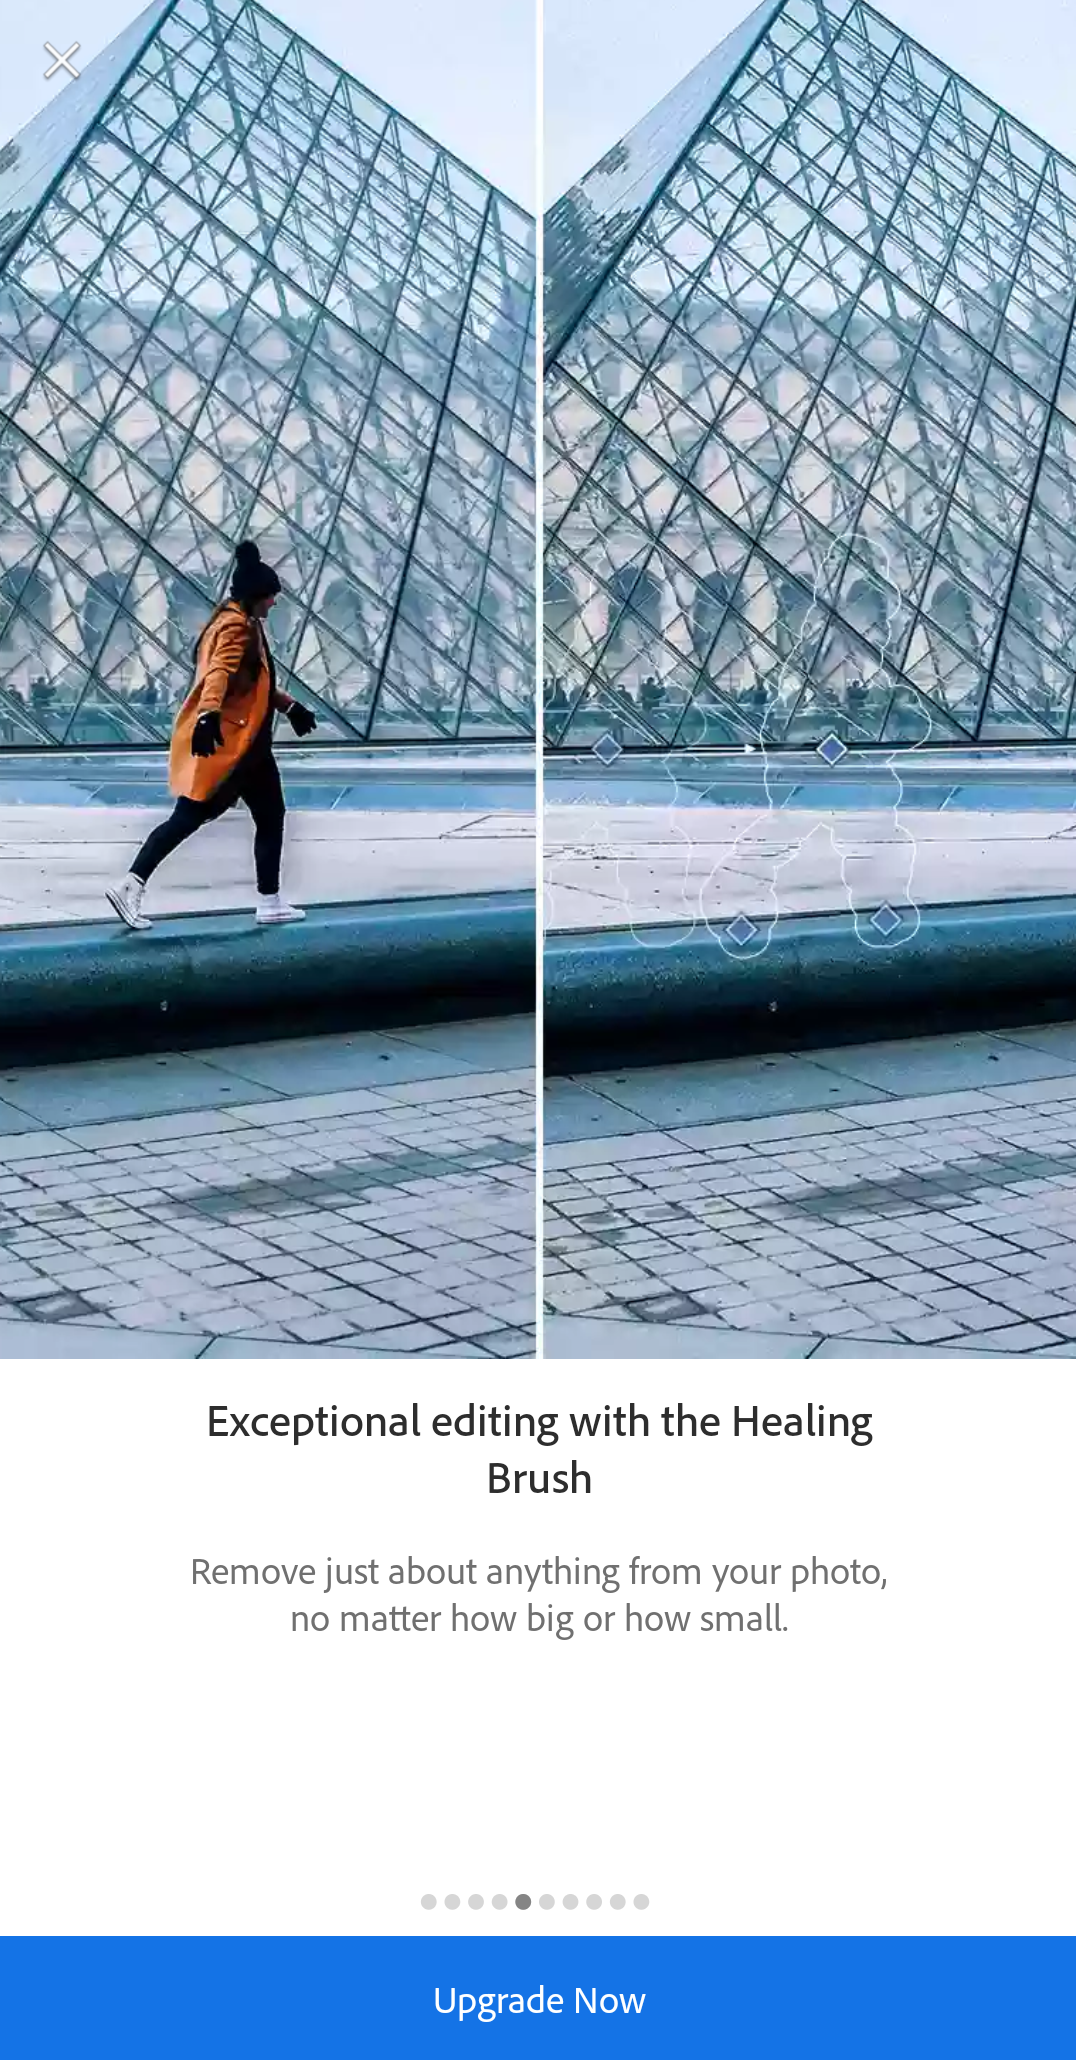 Exceptional editing with the Healing
Brush
Remove just about anything from your photo,
no matter how big or how small.
Upgrade Now